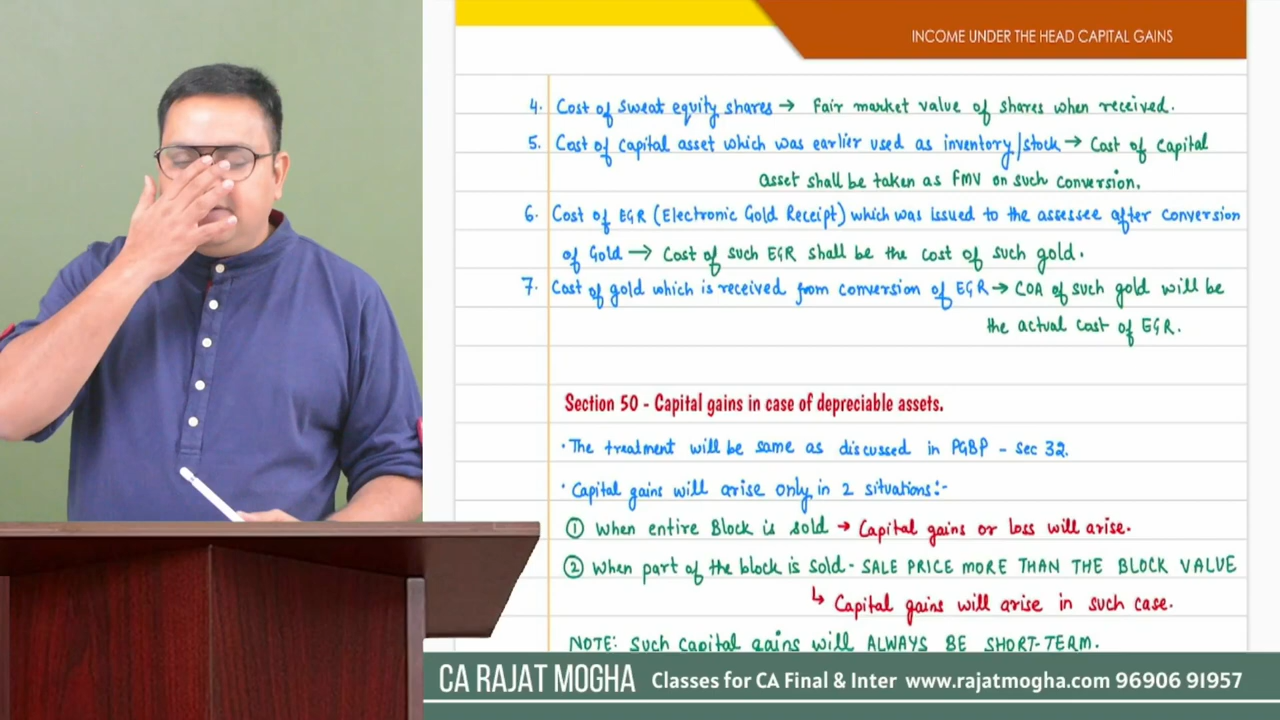 INCOME UNDER THE HEAD CAPITAL GAINS
4. Cost of sweat equity shares → Fair market value of shares when received.
5. Cost of capital asset which was earlier used as inventory/stock → Cost of capital
asset shall be taken as FMV on such conversion.
6. Cost of EGR (Electronic Gold Receipt) which was issued to the assessee after conversion
of Gold → Cost of such EGR shall be the cost of such gold.
7. Cost of gold which is received from conversion of EGR → COA of such gold will be
the actual cost of EGR.
Section 50 - Capital gains in case of depreciable assets.
• The treatment will be same as discussed in PGBP - Sec 32.
• Capital gains will arise only in 2 situations:-
① When entire Block is sold → Capital gains or loss will arise.
② When part of the block is sold - SALE PRICE MORE THAN THE BLOCK VALUE
↳ Capital gains will arise in such case.
NOTE: Such capital gains will ALWAYS BE SHORT-TERM.
CA RAJAT MOGHA Classes for CA Final & Inter www.rajatmogha.com 96906 91957